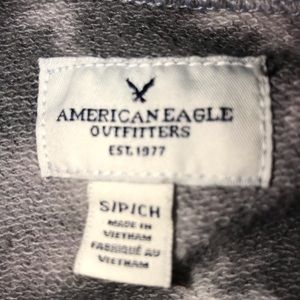 AMERICAN EAGLE
OUTFITTERS
EST. 1977
S/P/CH
MADE IN
VIETNAM
FABRIQUÉ AU
VIETNAM